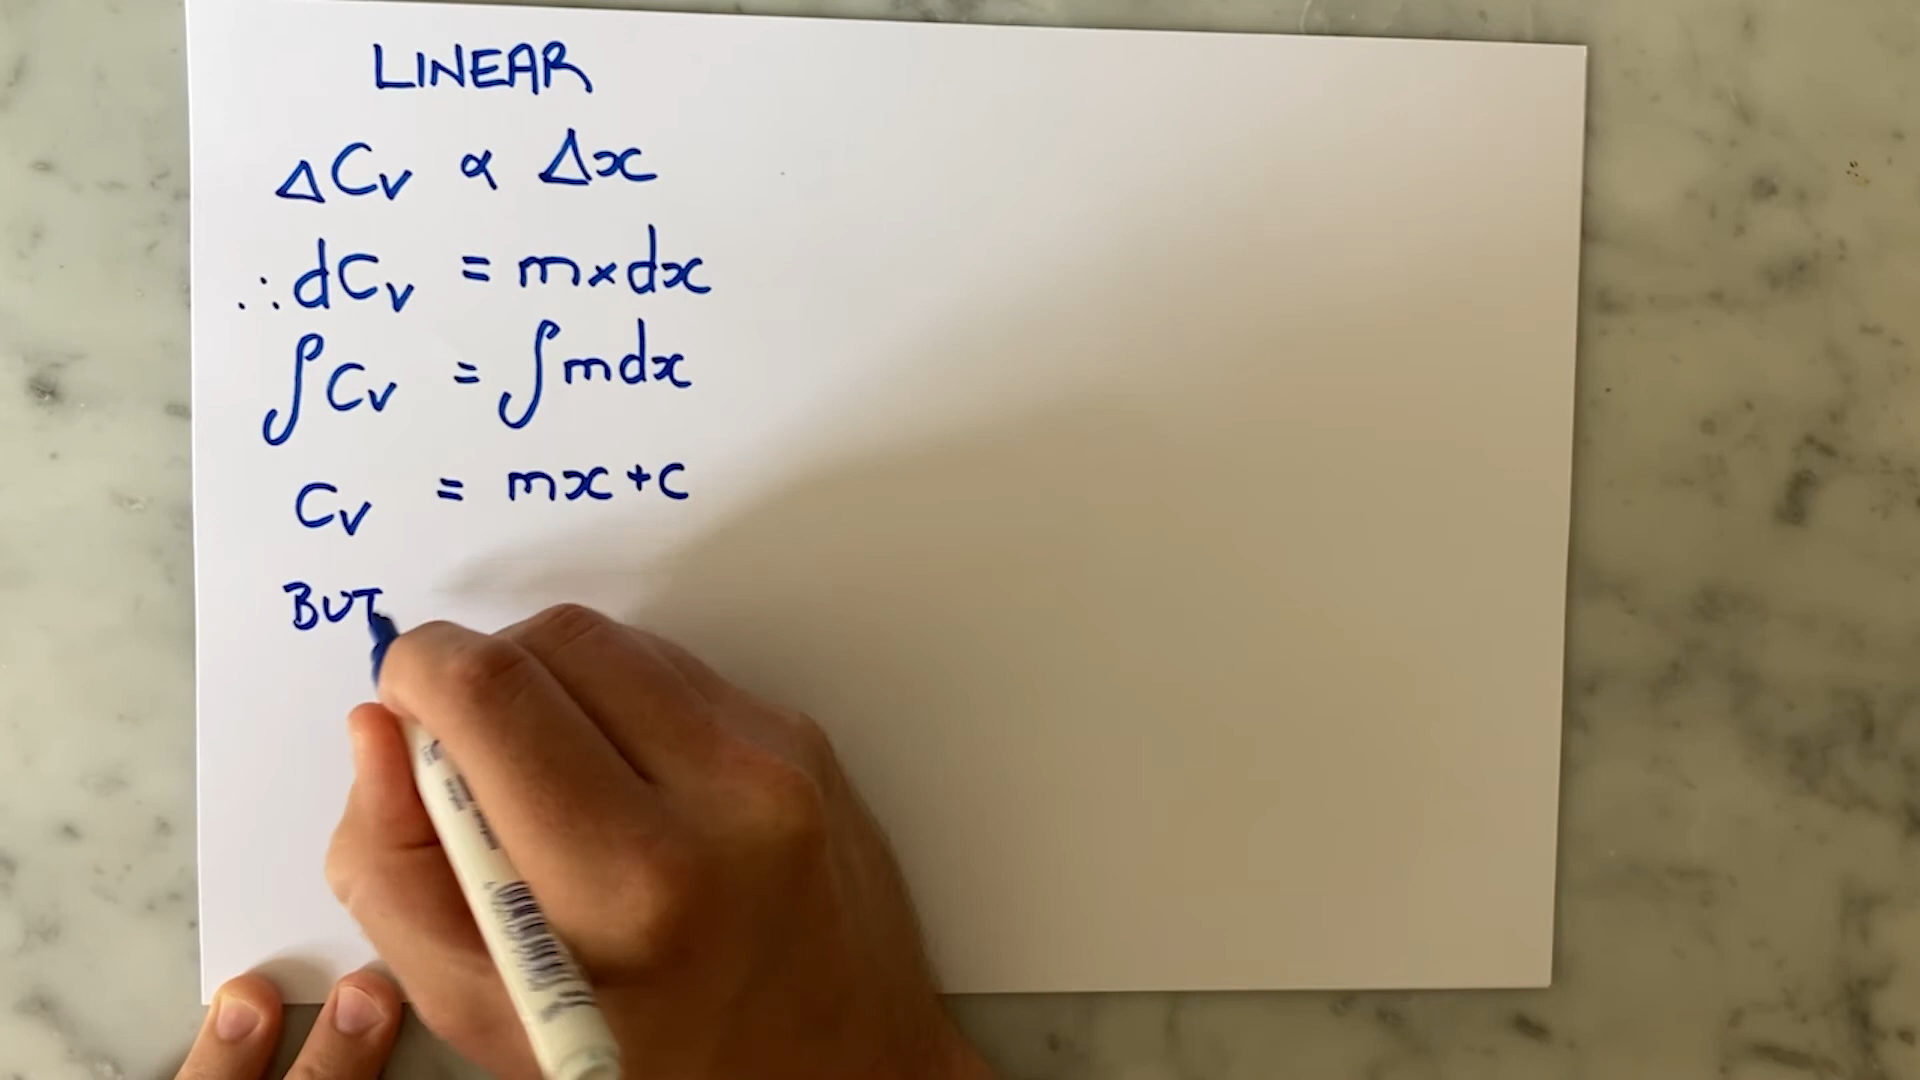 LINEAR
ΔCv ∝ Δx
∴ dCv = m×dx
∫Cv = ∫mdx
Cv = mx+c
BUT